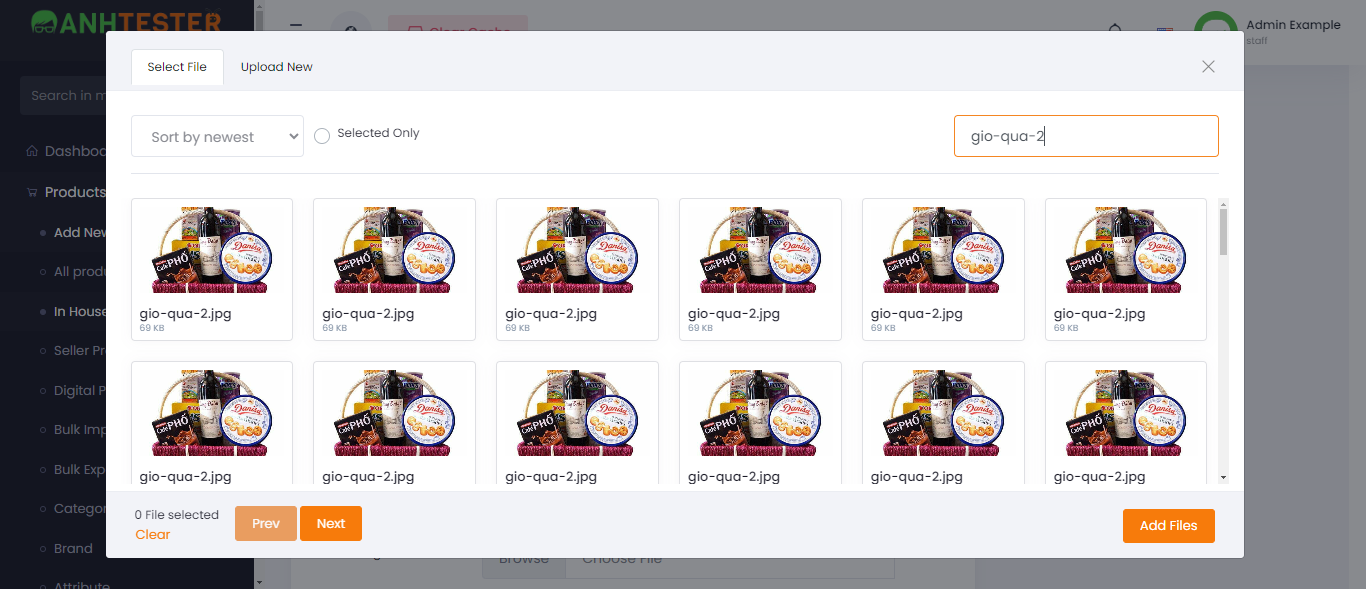 ANHTESTER
Clear Cache
Admin Example
staff
Select File
Upload New
Search in m
Sort by newest
Selected Only
gio-qua-2
Dashboa
Products
Add New
All produ
In House
Seller Pr
Digital P
Bulk Imp
Bulk Exp
Categor
Brand
Attribute
gio-qua-2.jpg
69 KB
gio-qua-2.jpg
69 KB
gio-qua-2.jpg
69 KB
gio-qua-2.jpg
69 KB
gio-qua-2.jpg
69 KB
gio-qua-2.jpg
69 KB
gio-qua-2.jpg
gio-qua-2.jpg
gio-qua-2.jpg
gio-qua-2.jpg
gio-qua-2.jpg
gio-qua-2.jpg
0 File selected
Clear
Prev
Next
Add Files
Browse
Choose File